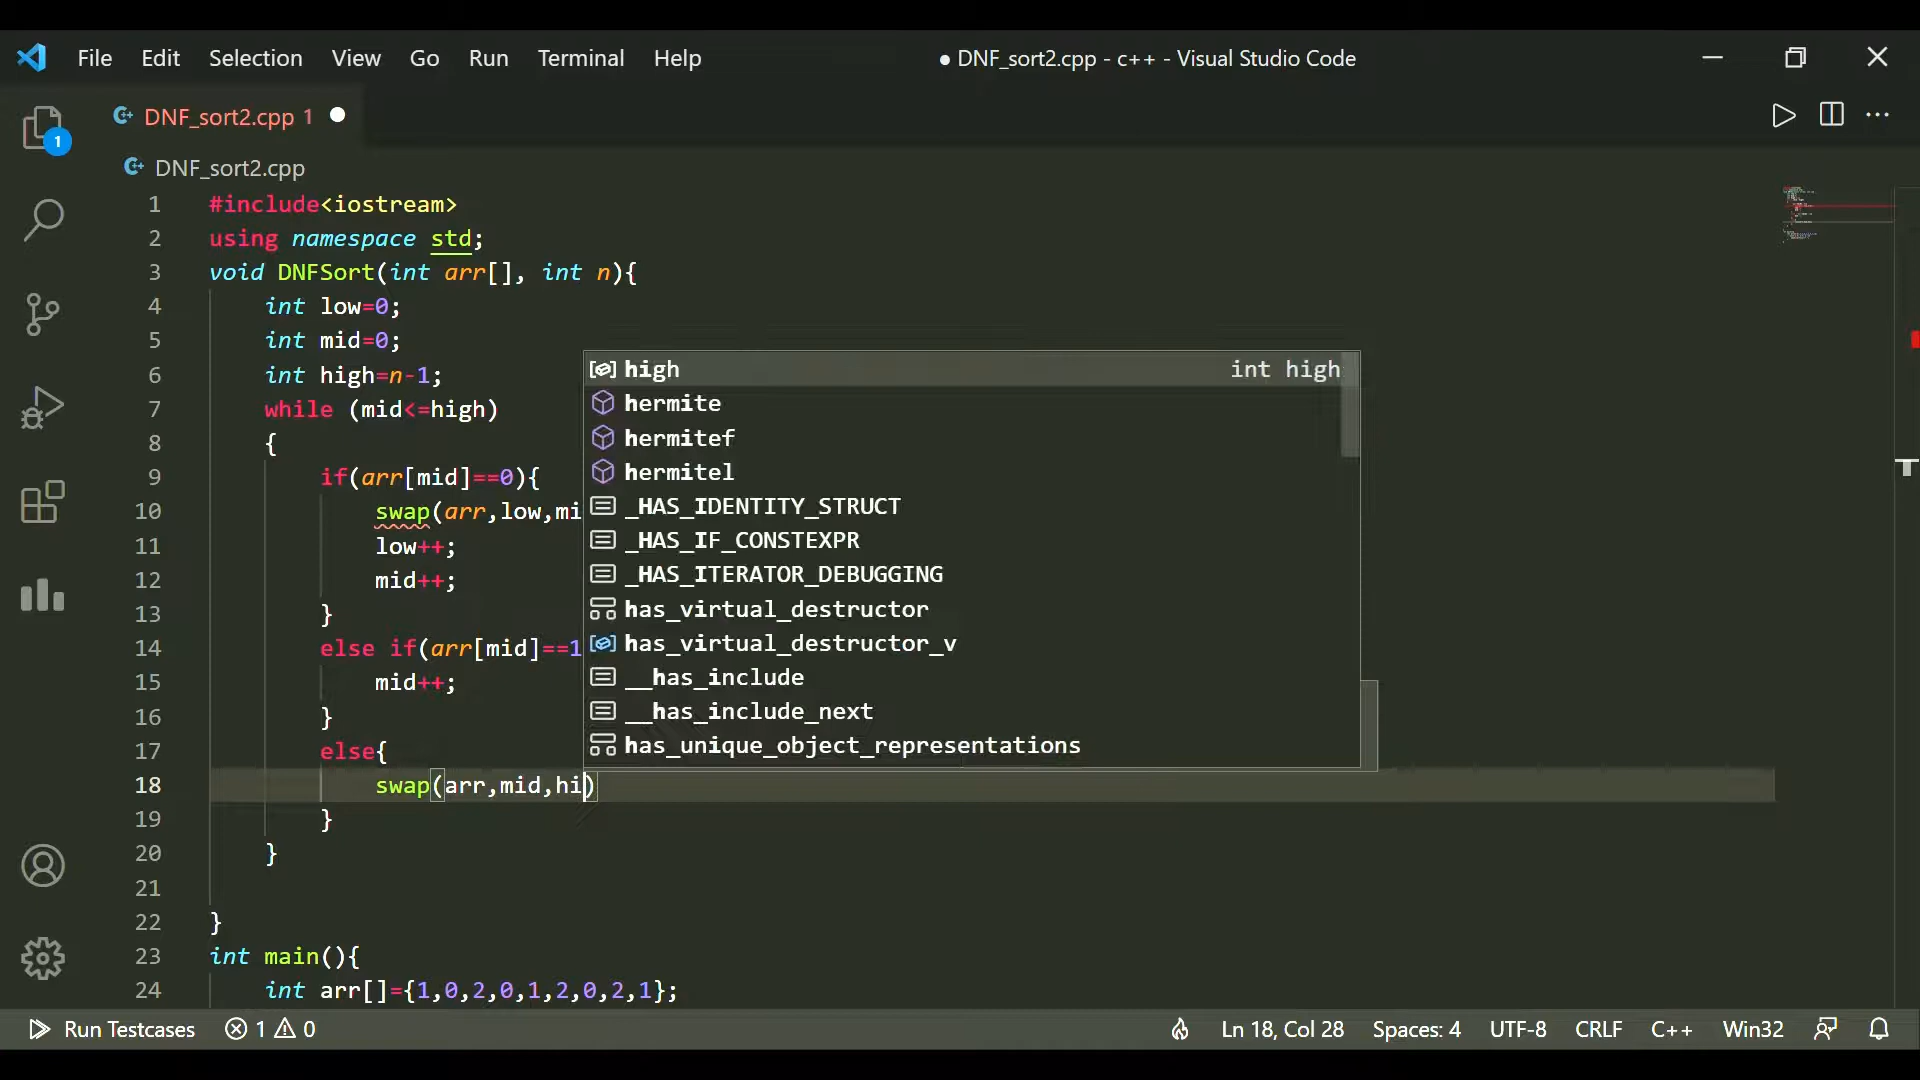 File Edit Selection View Go Run Terminal Help ● DNF_sort2.cpp - c++ - Visual Studio Code
DNF_sort2.cpp 1
1
DNF_sort2.cpp
1 #include<iostream>
2 using namespace std;
3 void DNFSort(int arr[], int n){
4 int low=0;
5 int mid=0;
6 int high=n-1;
7 while (mid<=high)
8 {
9 if(arr[mid]==0){
10 swap(arr,low,mi
11 low++;
12 mid++;
13 }
14 else if(arr[mid]==1
15 mid++;
16 }
17 else{
18 swap(arr,mid,hi)
19 }
20 }
21
22 }
23 int main(){
24 int arr[]={1,0,2,0,1,2,0,2,1};
high int high
hermite
hermitef
hermitel
_HAS_IDENTITY_STRUCT
_HAS_IF_CONSTEXPR
_HAS_ITERATOR_DEBUGGING
has_virtual_destructor
has_virtual_destructor_v
__has_include
__has_include_next
has_unique_object_representations
Run Testcases 1 0 Ln 18, Col 28 Spaces: 4 UTF-8 CRLF C++ Win32